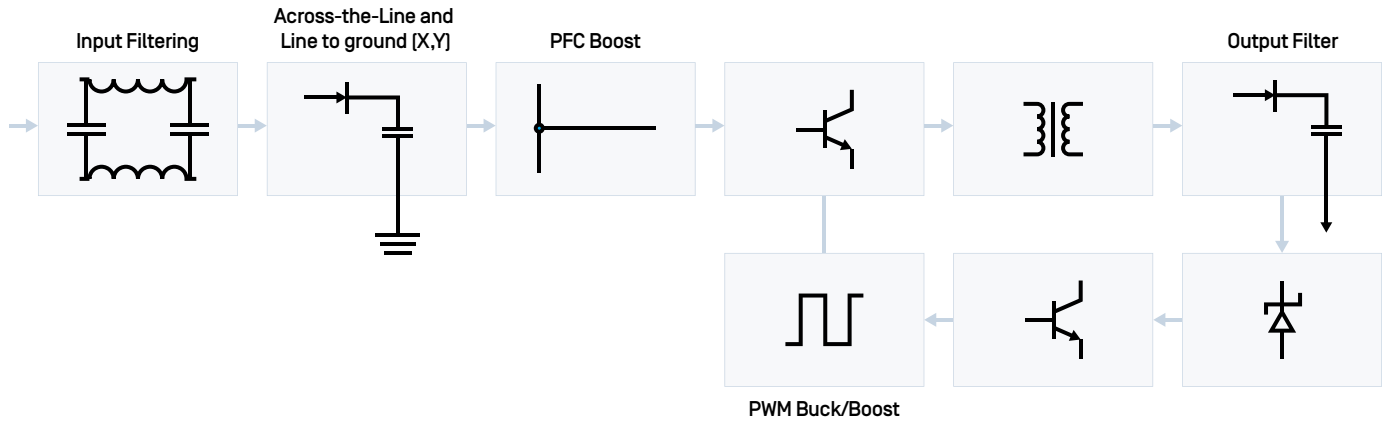 Input Filtering
Across-the-Line and
Line to ground (X,Y)
PFC Boost
Output Filter
PWM Buck/Boost